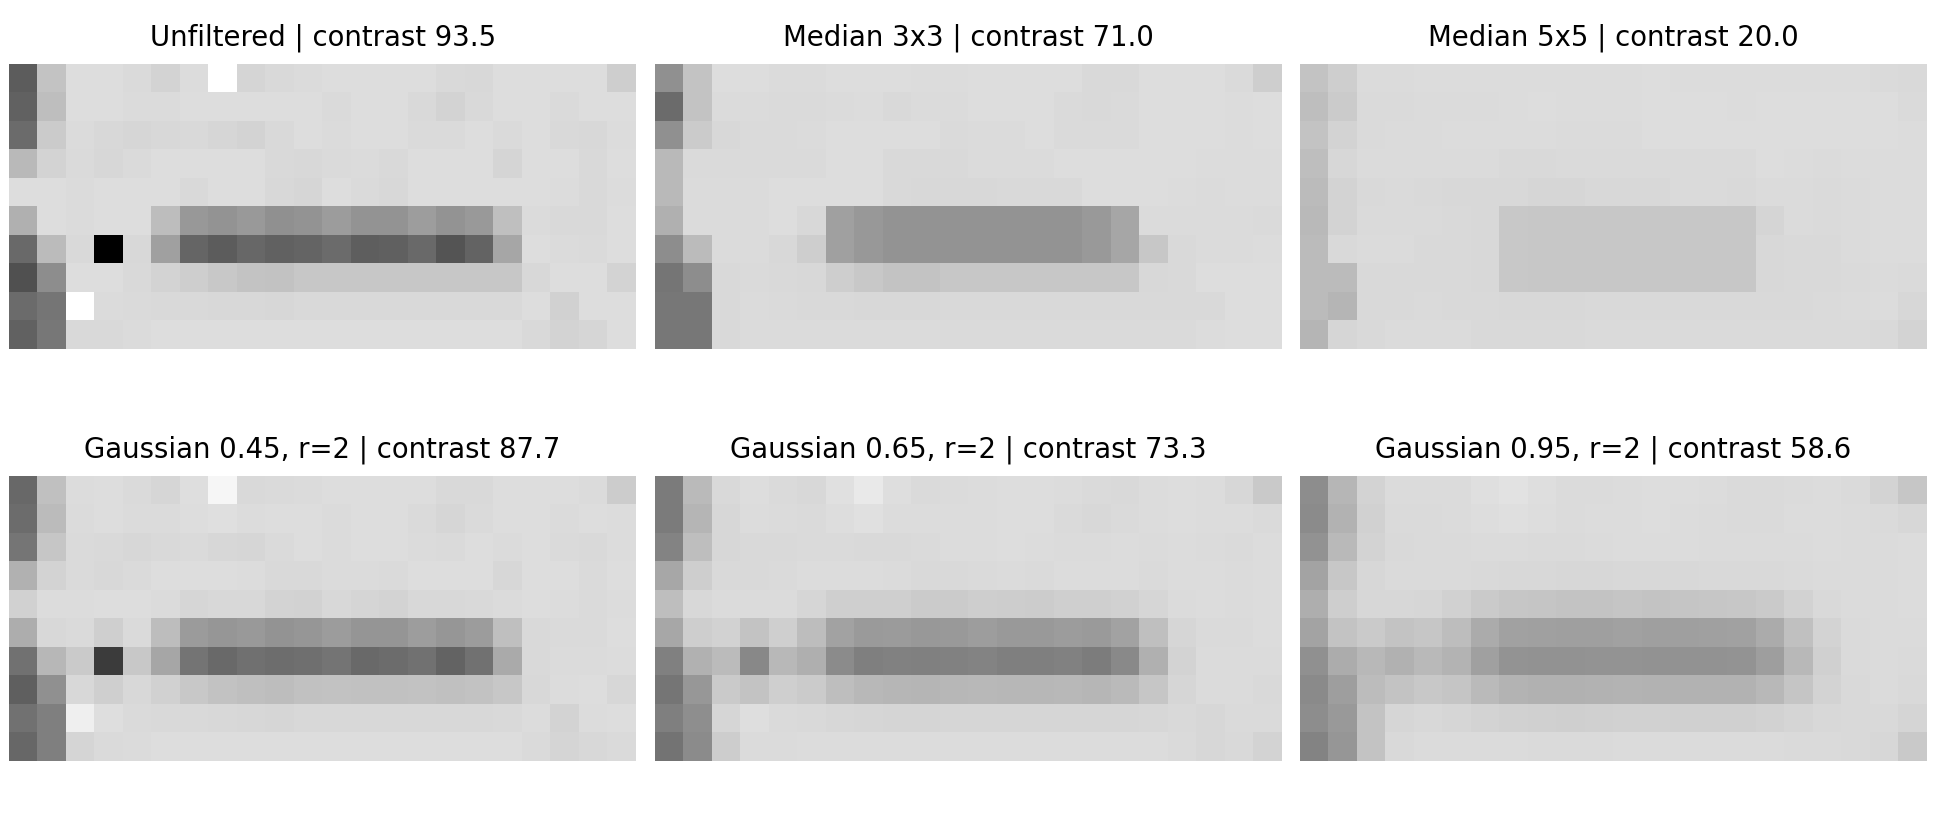 Unfiltered | contrast 93.5
Median 3x3 | contrast 71.0
Median 5x5 | contrast 20.0
Gaussian 0.45, r=2 | contrast 87.7
Gaussian 0.65, r=2 | contrast 73.3
Gaussian 0.95, r=2 | contrast 58.6